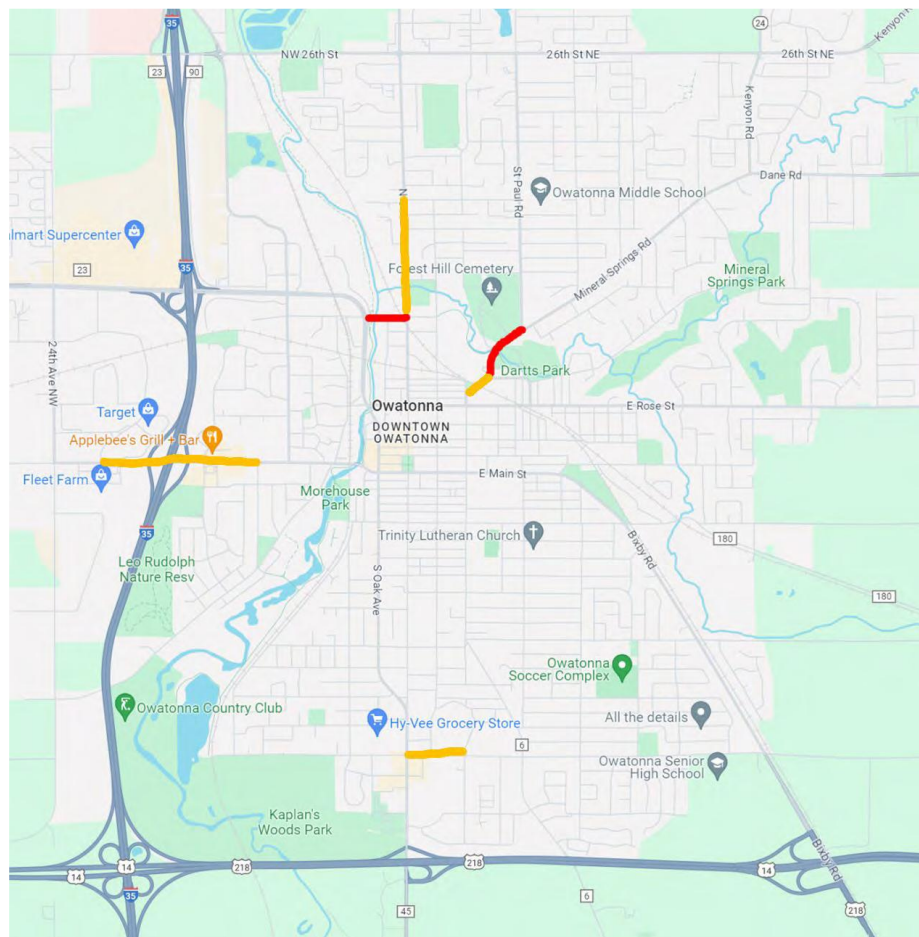 35
24
Kenyon Rd
NW 26th St
26th St NE
26th St NE
23
90
Kenyon Rd
Dane Rd
St Paul Rd
Owatonna Middle School
N
almart Supercenter
23
35
Forest Hill Cemetery
Mineral Springs Rd
Mineral
Springs Park
24th Ave NW
Dartts Park
Owatonna
DOWNTOWN
OWATONNA
E Rose St
Target
Applebee's Grill + Bar
Fleet Farm
E Main St
Morehouse
Park
35
Trinity Lutheran Church
Bixby Rd
180
Leo Rudolph
Nature Resv
S Oak Ave
180
Owatonna
Soccer Complex
Owatonna Country Club
Hy-Vee Grocery Store
All the details
6
Owatonna Senior
High School
Kaplan's
Woods Park
14
14
218
218
14
Bixby Rd
35
45
6
218